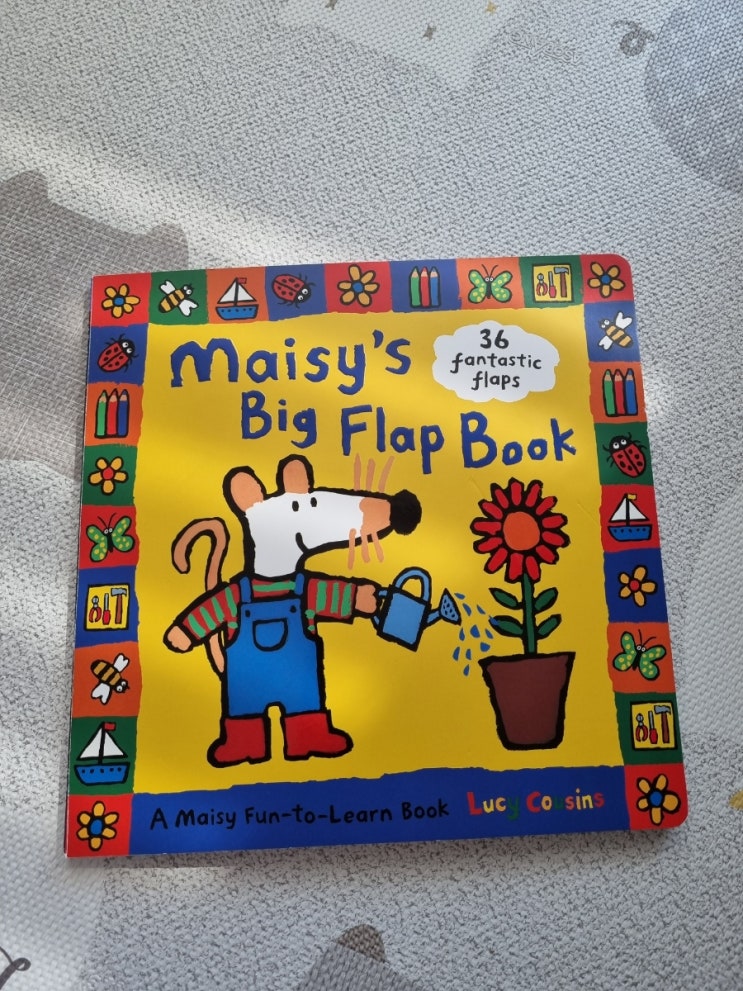 Maisy's
Big Flap Book
36
fantastic
flaps
A Maisy Fun-to-Learn Book
Lucy Cousins